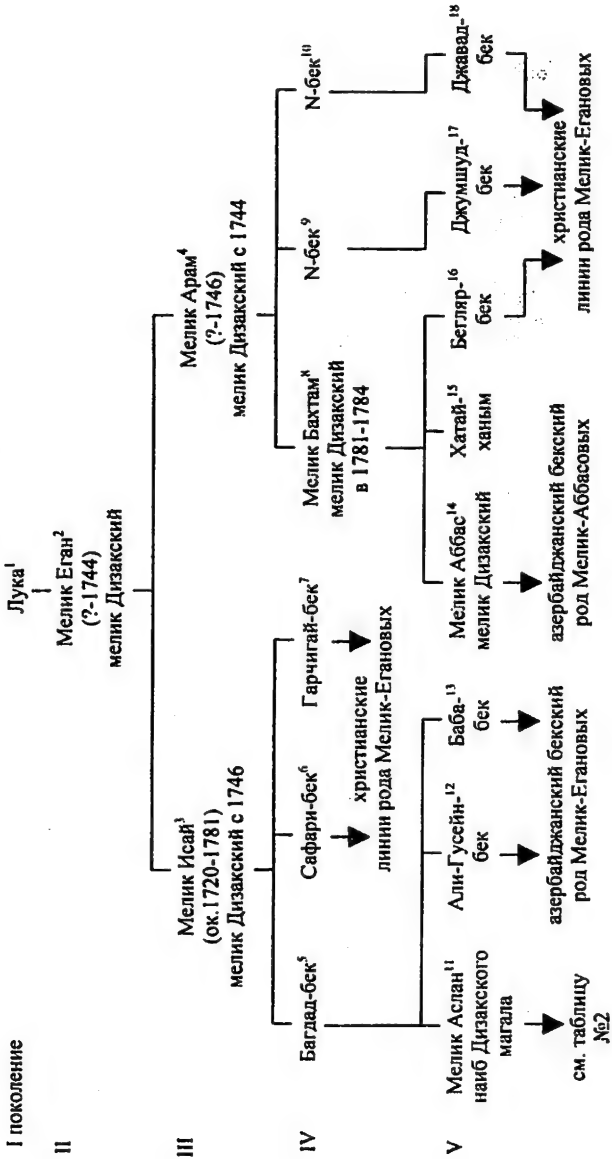 I поколение
Лука¹
II
Мелик Еган²
(?-1744)
мелик Дизакский
III
Мелик Исай³
(ок.1720-1781)
мелик Дизакский с 1746
Мелик Арам⁴
(?-1746)
мелик Дизакский с 1744
IV
Багдад-бек⁵
Сафари-бек⁶
Гарчигай-бек⁷
христианские
линии рода Мелик-Егановых
Мелик Бахтам⁸
мелик Дизакский
в 1781-1784
N-бек⁹
N-бек¹⁰
V
Мелик Аслан¹¹
наиб Дизакского
магала
Али-Гусейн-¹²
бек
Баба-¹³
бек
Мелик Аббас¹⁴
мелик Дизакский
Хатай-¹⁵
ханым
Бегляр-¹⁶
бек
Джумшуд-¹⁷
бек
Джавад-¹⁸
бек
см. таблицу
№2
азербайджанский бекский
род Мелик-Егановых
азербайджанский бекский
род Мелик-Аббасовых
христианские
линии рода Мелик-Егановых